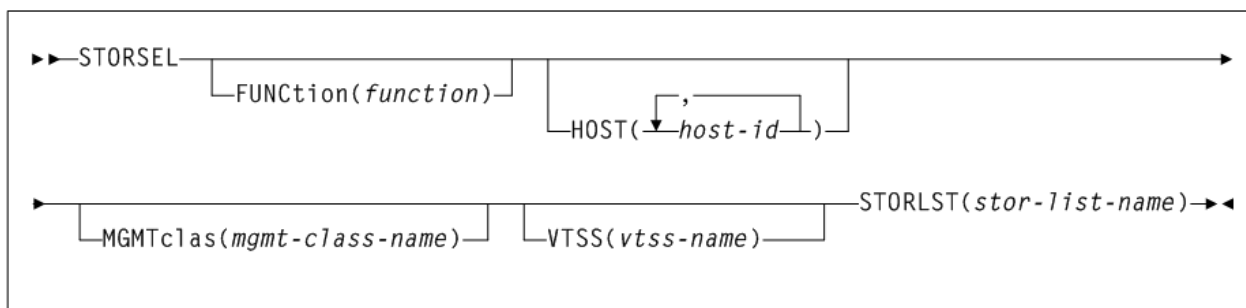 STORSEL
FUNCtion(function)
,
HOST(host-id)
STORLST(stor-list-name)
MGMTclas(mgmt-class-name)
VTSS(vtss-name)